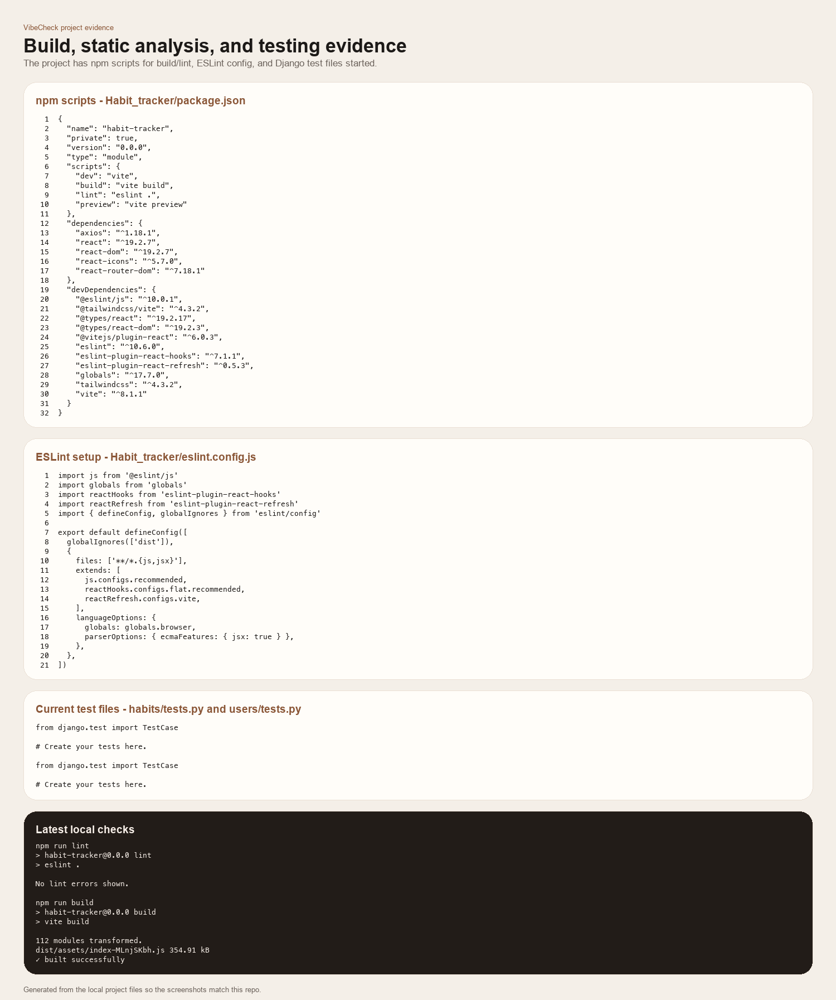 VibeCheck project evidence
Build, static analysis, and testing evidence
The project has npm scripts for build/lint, ESLint config, and Django test files started.
npm scripts - Habit_tracker/package.json
1 {
2   "name": "habit-tracker",
3   "private": true,
4   "version": "0.0.0",
5   "type": "module",
6   "scripts": {
7     "dev": "vite",
8     "build": "vite build",
9     "lint": "eslint .",
10     "preview": "vite preview"
11   },
12   "dependencies": {
13     "axios": "^1.18.1",
14     "react": "^19.2.7",
15     "react-dom": "^19.2.7",
16     "react-icons": "^5.7.0",
17     "react-router-dom": "^7.18.1"
18   },
19   "devDependencies": {
20     "@eslint/js": "^10.0.1",
21     "@tailwindcss/vite": "^4.3.2",
22     "@types/react": "^19.2.17",
23     "@types/react-dom": "^19.2.3",
24     "@vitejs/plugin-react": "^6.0.3",
25     "eslint": "^10.6.0",
26     "eslint-plugin-react-hooks": "^7.1.1",
27     "eslint-plugin-react-refresh": "^0.5.3",
28     "globals": "^17.7.0",
29     "tailwindcss": "^4.3.2",
30     "vite": "^8.1.1"
31   }
32 }
ESLint setup - Habit_tracker/eslint.config.js
1 import js from '@eslint/js'
2 import globals from 'globals'
3 import reactHooks from 'eslint-plugin-react-hooks'
4 import reactRefresh from 'eslint-plugin-react-refresh'
5 import { defineConfig, globalIgnores } from 'eslint/config'
6
7 export default defineConfig([
8   globalIgnores(['dist']),
9   {
10     files: ['**/*.{js,jsx}'],
11     extends: [
12       js.configs.recommended,
13       reactHooks.configs.flat.recommended,
14       reactRefresh.configs.vite,
15     ],
16     languageOptions: {
17       globals: globals.browser,
18       parserOptions: { ecmaFeatures: { jsx: true } },
19     },
20   },
21 ])
Current test files - habits/tests.py and users/tests.py
from django.test import TestCase
# Create your tests here.
from django.test import TestCase
# Create your tests here.
Latest local checks
npm run lint
> habit-tracker@0.0.0 lint
> eslint .
No lint errors shown.
npm run build
> habit-tracker@0.0.0 build
> vite build
112 modules transformed.
dist/assets/index-MLnjSKbh.js 354.91 kB
✓ built successfully
Generated from the local project files so the screenshots match this repo.